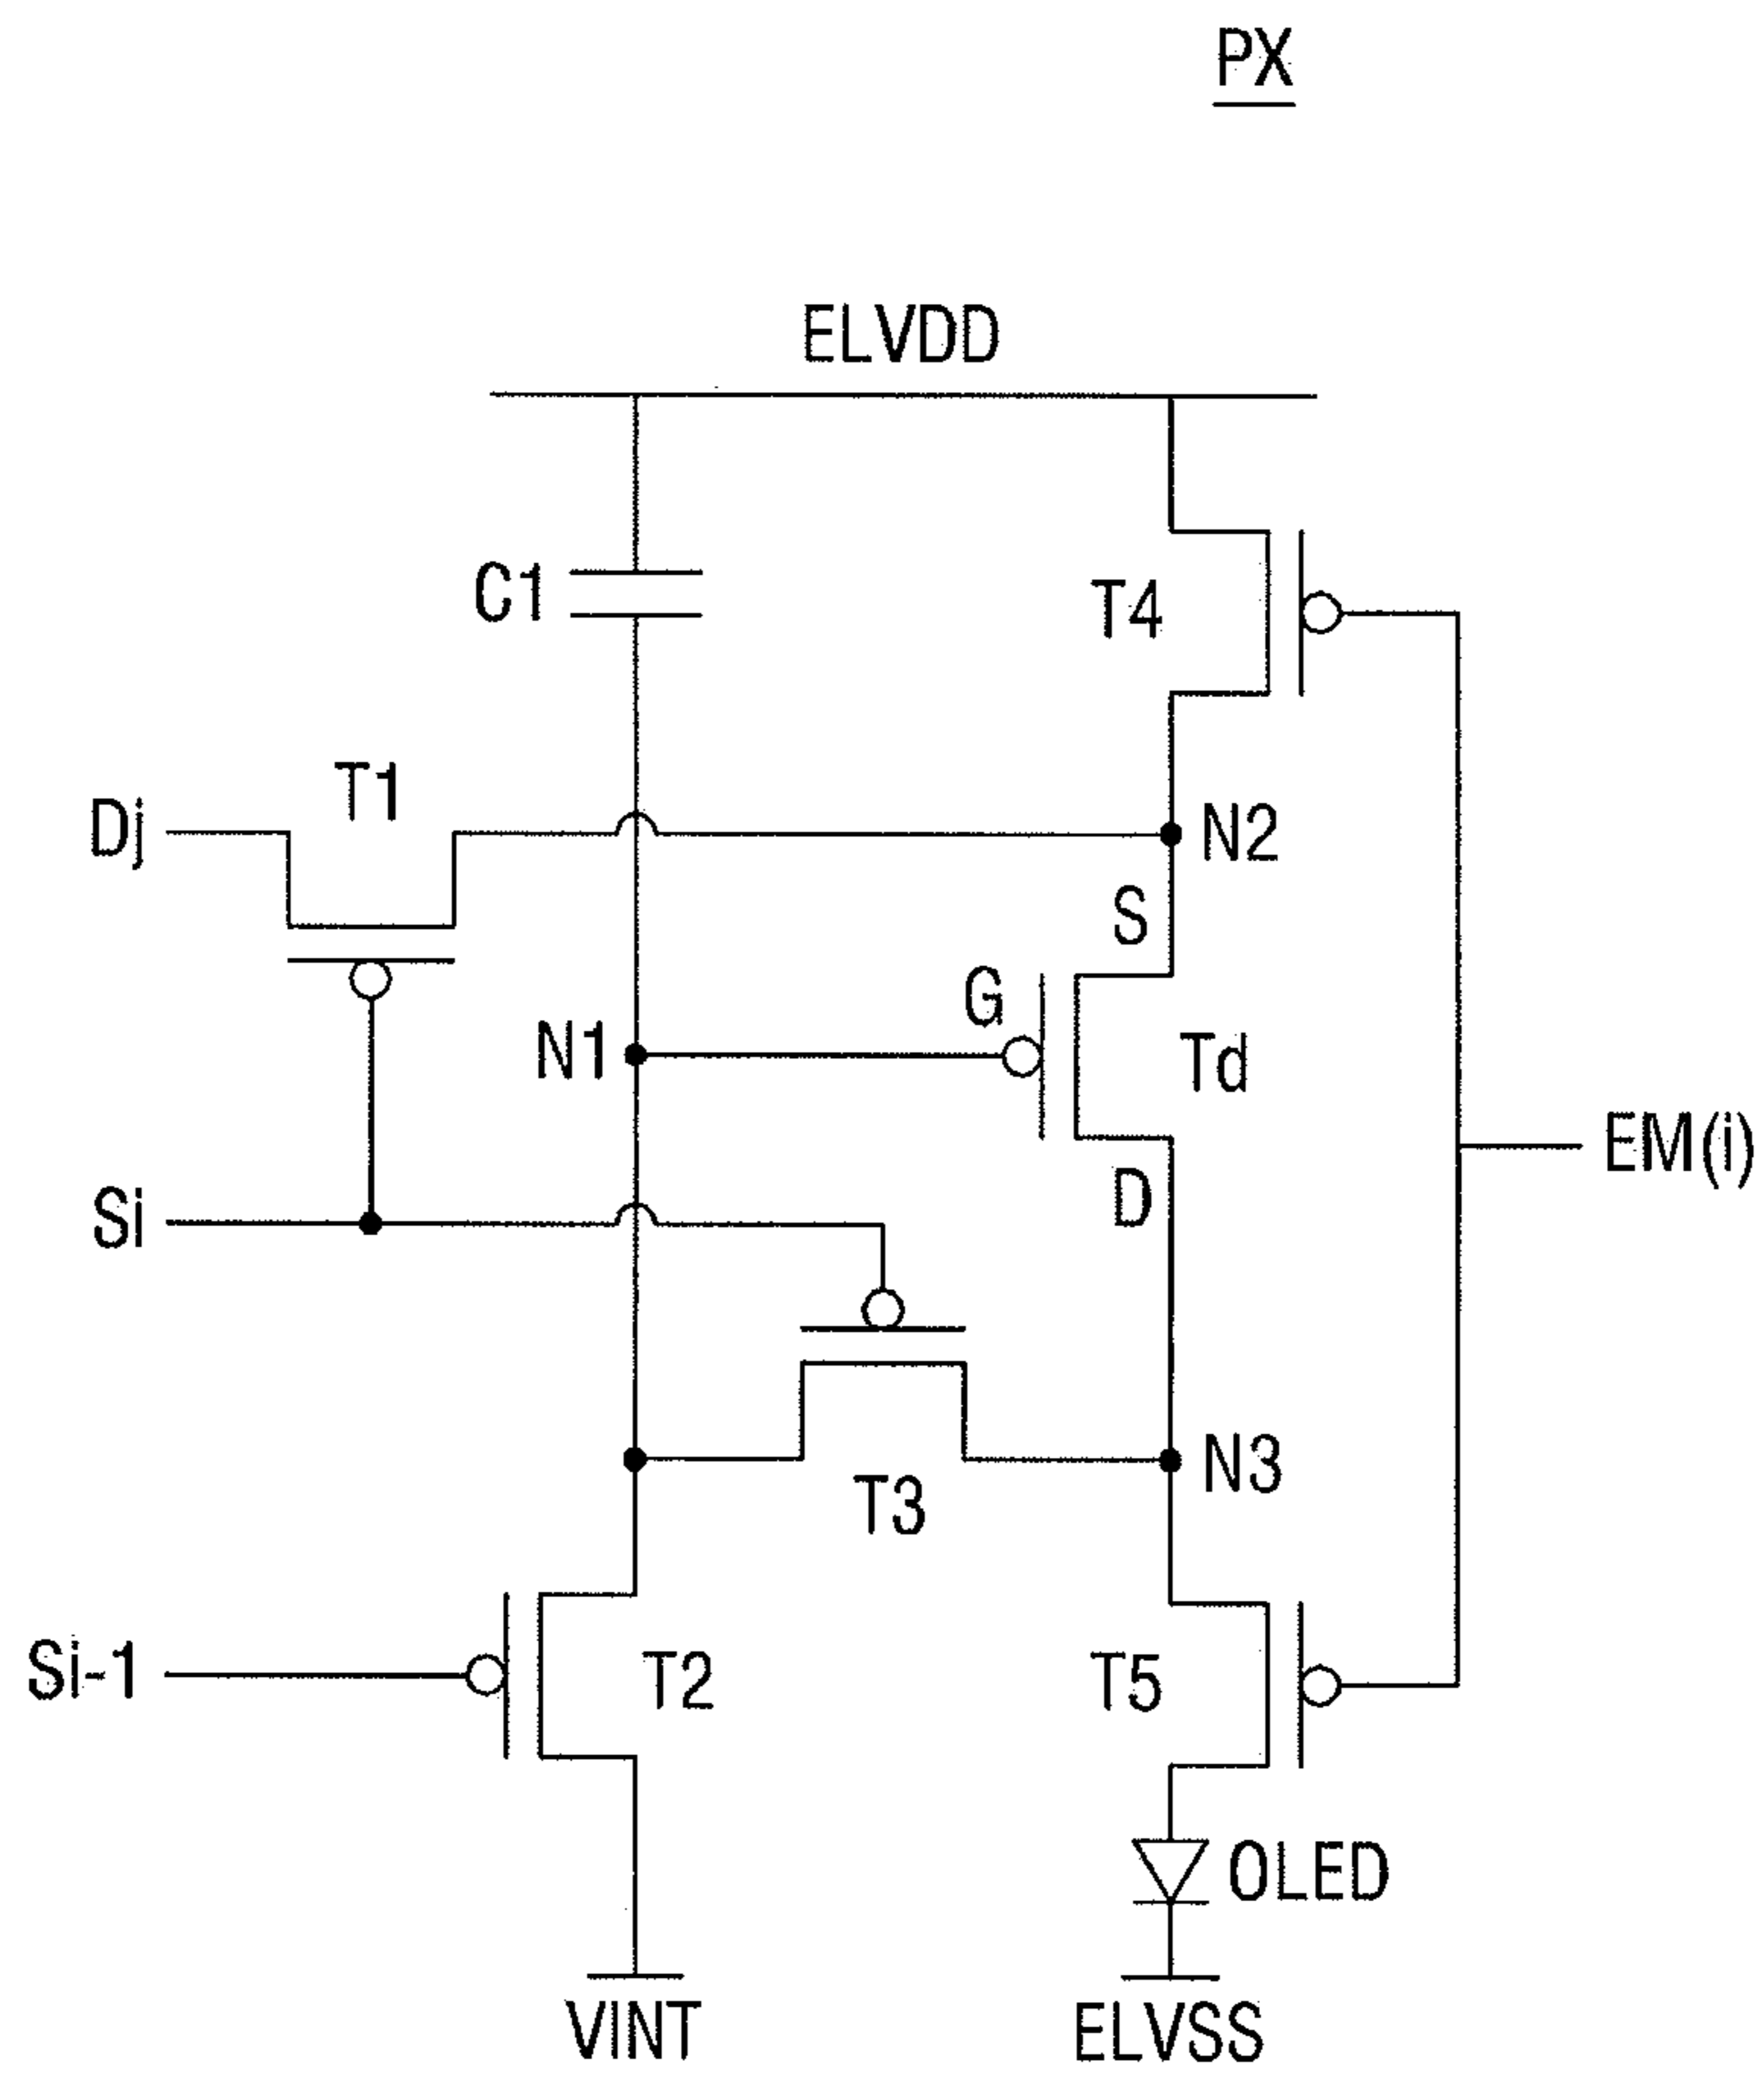 PX
ELVDD
C1
T4
T1
Dj
N2
S
G
N1
Td
EM(i)
D
Si
N3
T3
Si-1
T2
T5
OLED
VINT
ELVSS